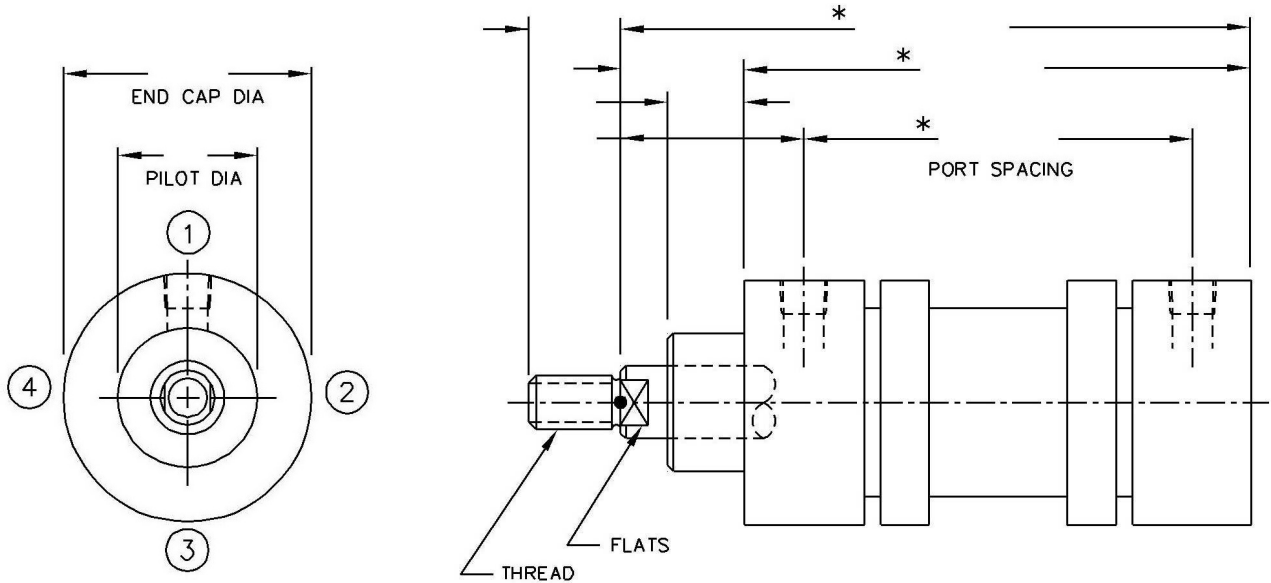 END CAP DIA
PILOT DIA
1
4
2
3
*
*
*
PORT SPACING
FLATS
THREAD